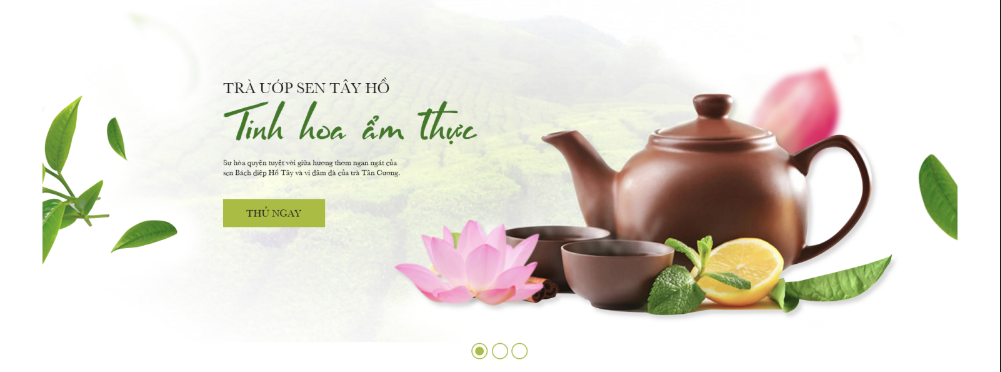 TRÀ ƯỚP SEN TÂY HỒ
Tinh hoa ẩm thực
Sự hòa quyện tuyệt vời giữa hương thơm ngan ngát của
sen Bách diệp Hồ Tây và vị đậm đà của trà Tân Cương.
THỬ NGAY